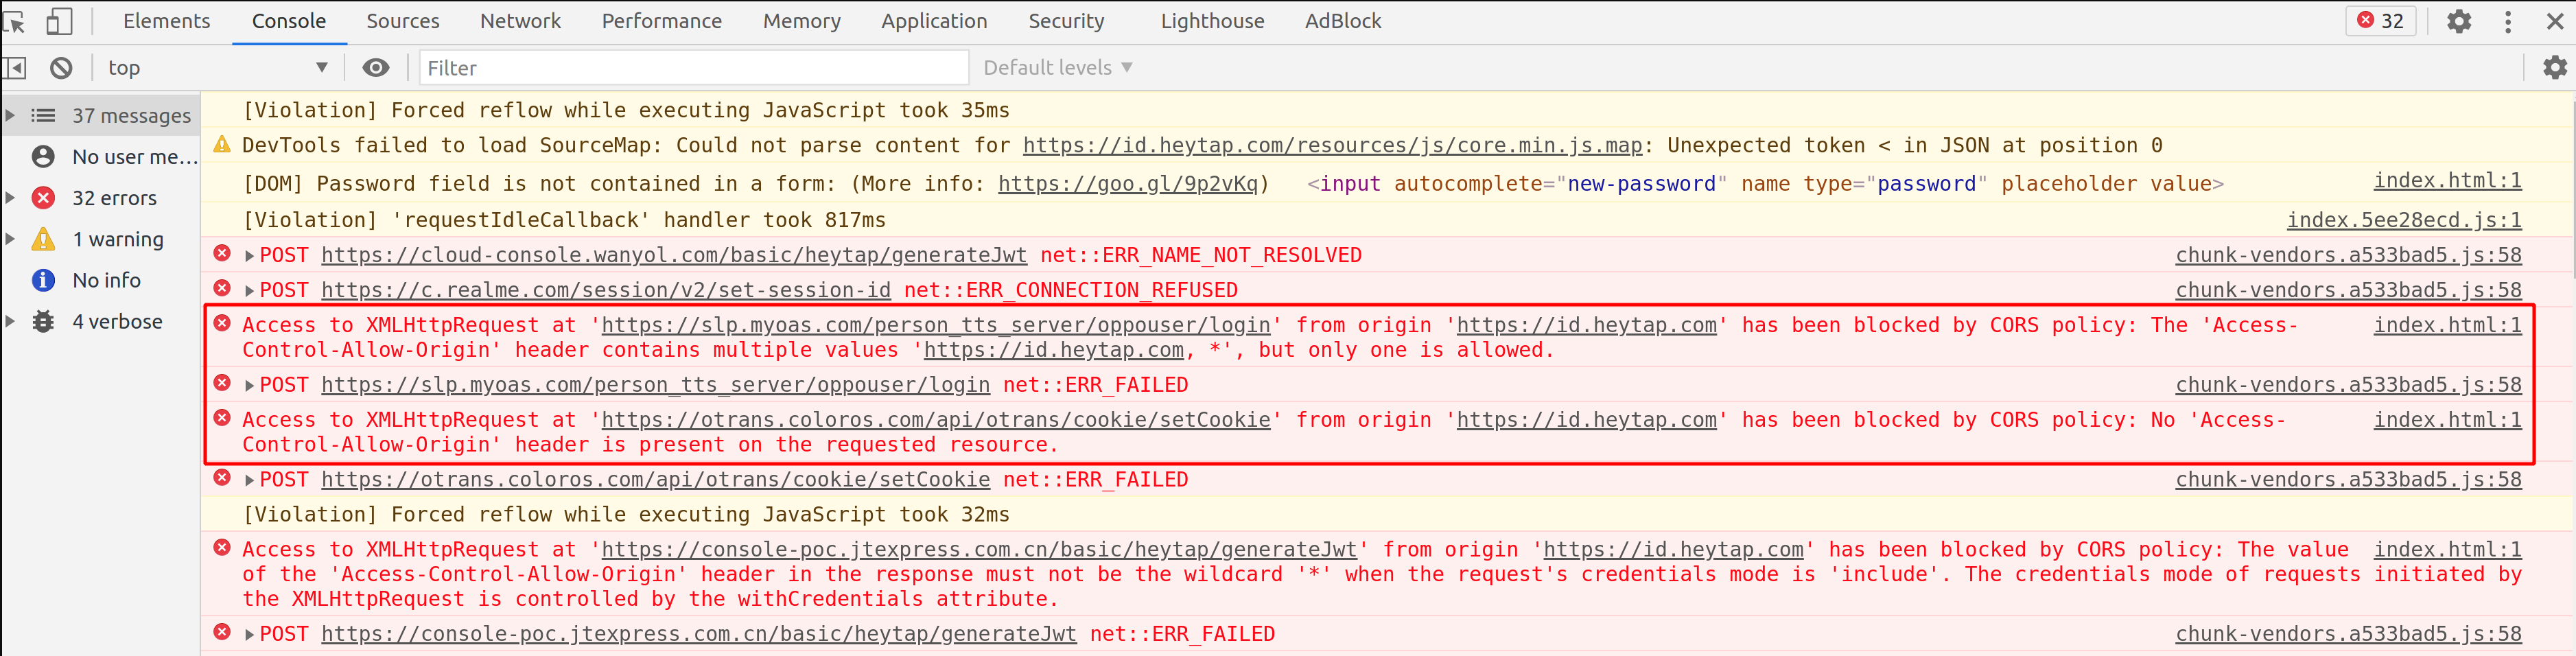 Elements Console Sources Network Performance Memory Application Security Lighthouse AdBlock 32
top Filter Default levels
37 messages
No user me...
32 errors
1 warning
No info
4 verbose
[Violation] Forced reflow while executing JavaScript took 35ms
DevTools failed to load SourceMap: Could not parse content for https://id.heytap.com/resources/js/core.min.js.map: Unexpected token < in JSON at position 0
[DOM] Password field is not contained in a form: (More info: https://goo.gl/9p2vKq) <input autocomplete="new-password" name type="password" placeholder value> index.html:1
[Violation] 'requestIdleCallback' handler took 817ms index.5ee28ecd.js:1
POST https://cloud-console.wanyol.com/basic/heytap/generateJwt net::ERR_NAME_NOT_RESOLVED chunk-vendors.a533bad5.js:58
POST https://c.realme.com/session/v2/set-session-id net::ERR_CONNECTION_REFUSED chunk-vendors.a533bad5.js:58
Access to XMLHttpRequest at 'https://slp.myoas.com/person_tts_server/oppouser/login' from origin 'https://id.heytap.com' has been blocked by CORS policy: The 'Access- index.html:1
Control-Allow-Origin' header contains multiple values 'https://id.heytap.com, *', but only one is allowed.
POST https://slp.myoas.com/person_tts_server/oppouser/login net::ERR_FAILED chunk-vendors.a533bad5.js:58
Access to XMLHttpRequest at 'https://otrans.coloros.com/api/otrans/cookie/setCookie' from origin 'https://id.heytap.com' has been blocked by CORS policy: No 'Access- index.html:1
Control-Allow-Origin' header is present on the requested resource.
POST https://otrans.coloros.com/api/otrans/cookie/setCookie net::ERR_FAILED chunk-vendors.a533bad5.js:58
[Violation] Forced reflow while executing JavaScript took 32ms
Access to XMLHttpRequest at 'https://console-poc.jtexpress.com.cn/basic/heytap/generateJwt' from origin 'https://id.heytap.com' has been blocked by CORS policy: The value index.html:1
of the 'Access-Control-Allow-Origin' header in the response must not be the wildcard '*' when the request's credentials mode is 'include'. The credentials mode of requests initiated by
the XMLHttpRequest is controlled by the withCredentials attribute.
POST https://console-poc.jtexpress.com.cn/basic/heytap/generateJwt net::ERR_FAILED chunk-vendors.a533bad5.js:58